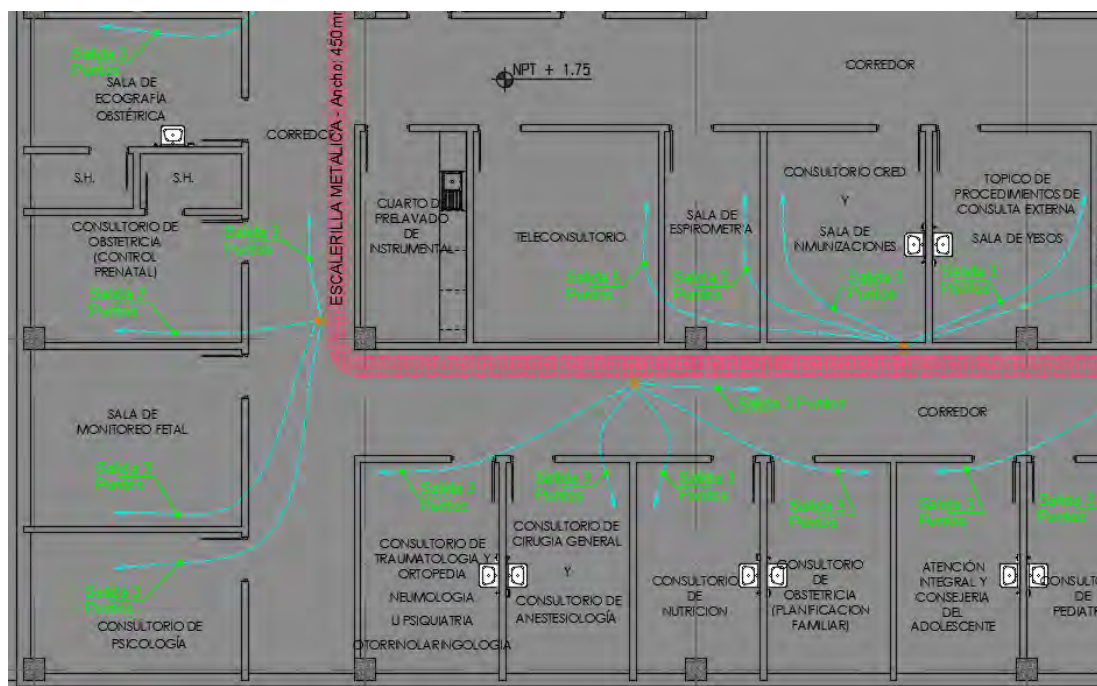 Salida 3
Puntos
SALA DE
ECOGRAFÍA
OBSTÉTRICA
S.H.
S.H.
CONSULTORIO DE
OBSTETRICIA
(CONTROL
PRENATAL)
Salida 3
Puntos
SALA DE
MONITOREO FETAL
Salida 3
Puntos
Salida 3
Puntos
CONSULTORIO DE
PSICOLOGÍA
Salida 3
Puntos
ESCALERILLA METALICA - Ancho: 450mm
NPT + 1.75
CORREDOR
CUARTO DE
PRELAVADO
DE
INSTRUMENTAL
TELECONSULTORIO
Salida 5
Puntos
SALA DE
ESPIROMETRIA
Salida 2
Puntos
CONSULTORIO CRED
Y
SALA DE
INMUNIZACIONES
Salida 3
Puntos
TOPICO DE
PROCEDIMIENTOS DE
CONSULTA EXTERNA
SALA DE YESOS
Salida 3
Puntos
Salida 3 Puntos
CORREDOR
Salida 3
Puntos
Salida 3
Puntos
Salida 3
Puntos
Salida 3
Puntos
Salida 3
Puntos
Salida 3
Puntos
CONSULTORIO DE
TRAUMATOLOGIA Y
ORTOPEDIA
NEUMOLOGIA
U PSIQUIATRIA
OTORRINOLARINGOLOGIA
CONSULTORIO DE
CIRUGIA GENERAL
Y
CONSULTORIO DE
ANESTESIOLOGÍA
CONSULTORIO
DE
NUTRICION
CONSULTORIO
DE
OBSTETRICIA
(PLANIFICACION
FAMILIAR)
ATENCIÓN
INTEGRAL Y
CONSEJERIA
DEL
ADOLESCENTE
CONSULT
DE
PEDIATR
CORREDO